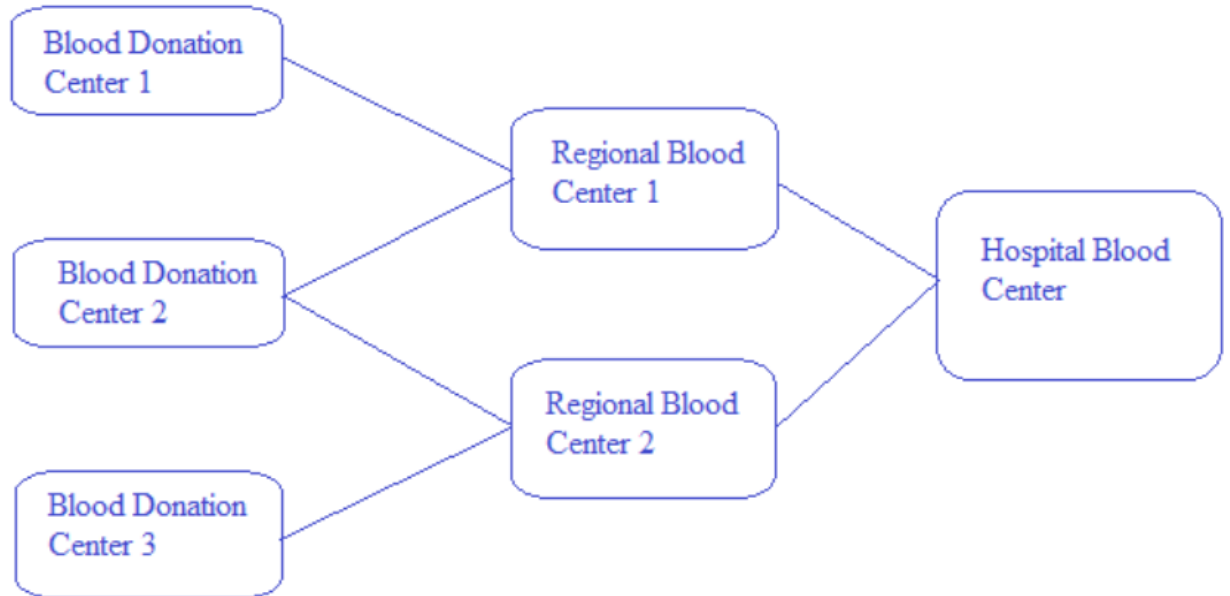 Blood Donation
Center 1
Blood Donation
Center 2
Blood Donation
Center 3
Regional Blood
Center 1
Regional Blood
Center 2
Hospital Blood
Center